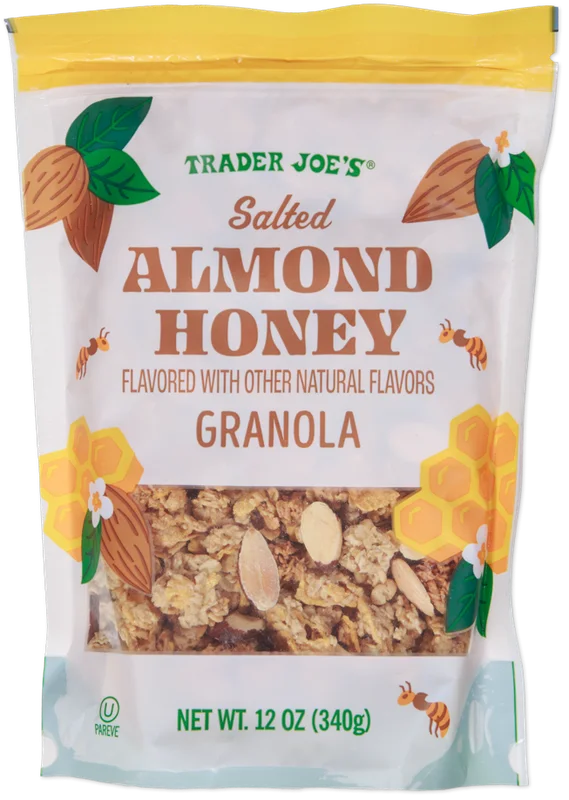 TRADER JOE'S®
Salted
ALMOND
HONEY
FLAVORED WITH OTHER NATURAL FLAVORS
GRANOLA
U
PAREVE
NET WT. 12 OZ (340g)